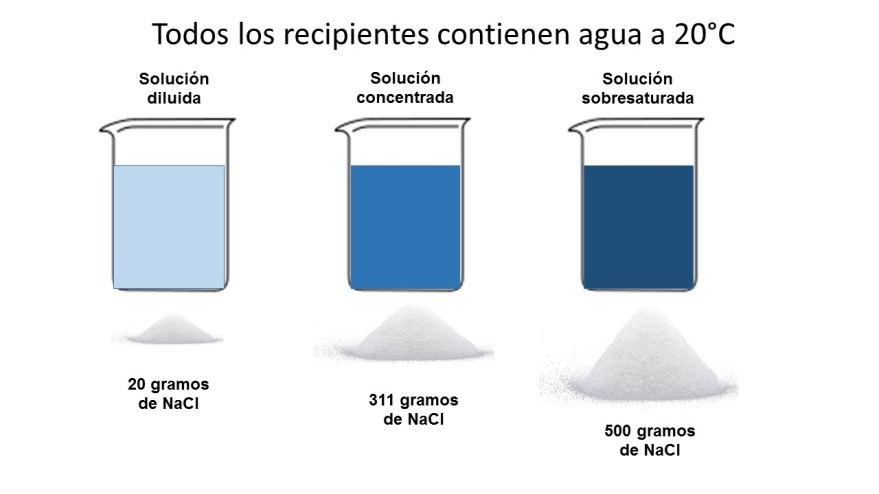 Todos los recipientes contienen agua a 20°C
Solución
diluida
Solución
concentrada
Solución
sobresaturada
20 gramos
de NaCl
311 gramos
de NaCl
500 gramos
de NaCl